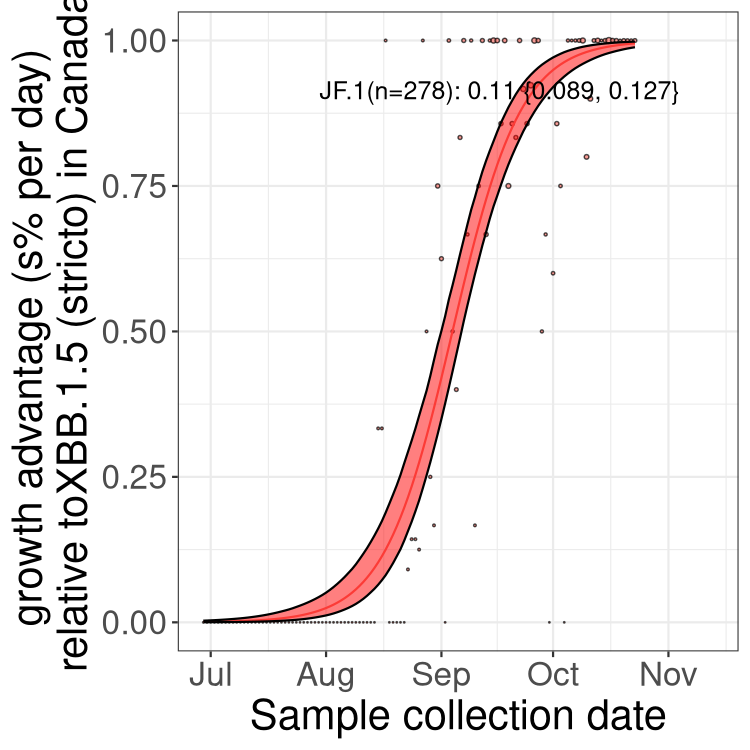 growth advantage (s% per day)
relative toXBB.1.5 (stricto) in Canada
1.00
0.75
0.50
0.25
0.00
JF.1(n=278): 0.11 {0.089, 0.127}
Jul Aug Sep Oct Nov
Sample collection date